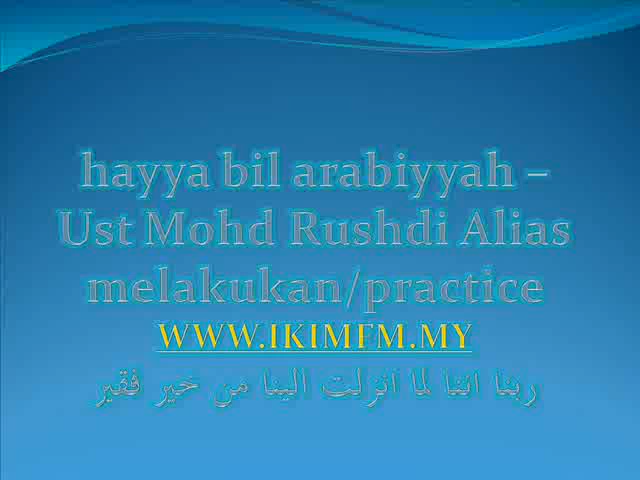 hayya bil arabiyyah –
Ust Mohd Rushdi Alias
melakukan/practice
WWW.IKIMFM.MY
ربنا اننا لما انزلت الينا من خير فقير